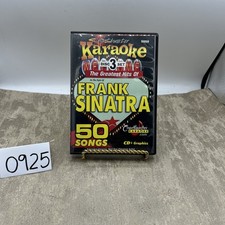 Karaoke
3
The Greatest Hits Of
FRANK
SINATRA
50
SONGS
CD+Graphics
0925